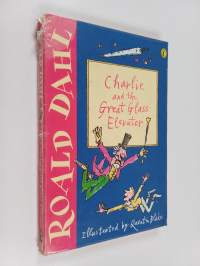 ROALD DAHL
Charlie
and the
Great Glass
Elevator
Illustrated by Quentin Blake